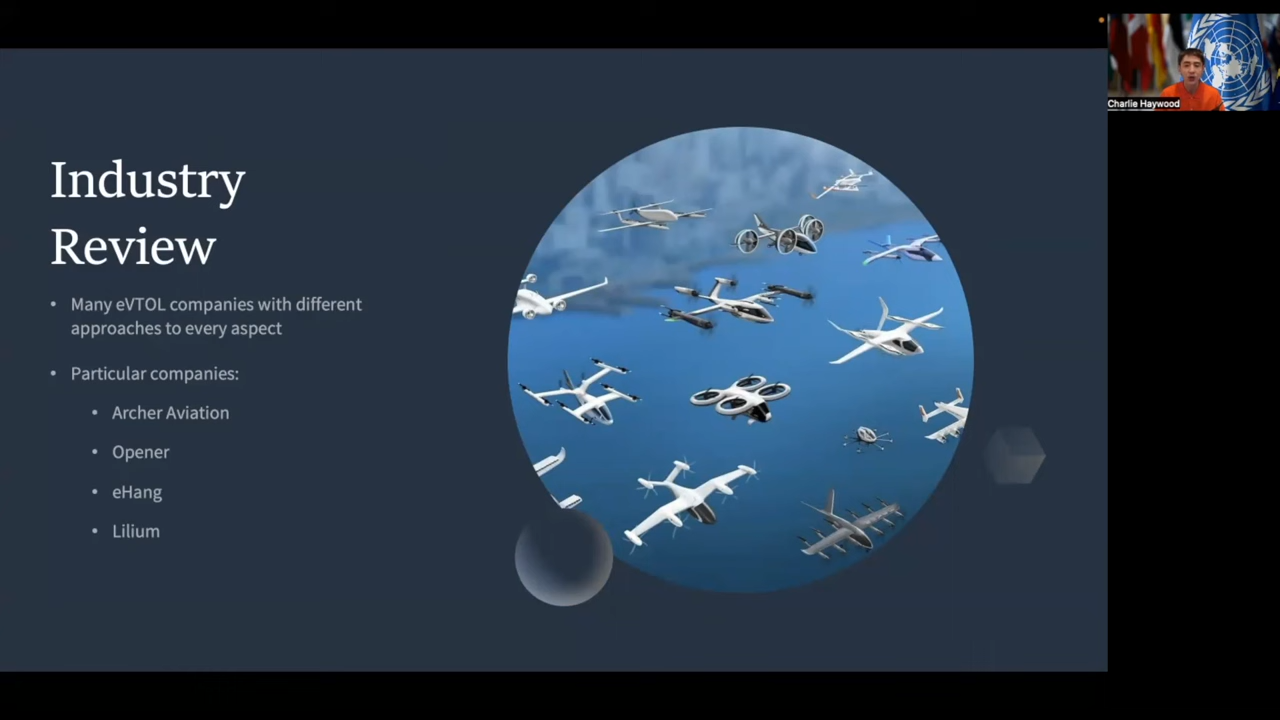 Charlie Haywood
Industry
Review
• Many eVTOL companies with different
approaches to every aspect
• Particular companies:
• Archer Aviation
• Opener
• eHang
• Lilium